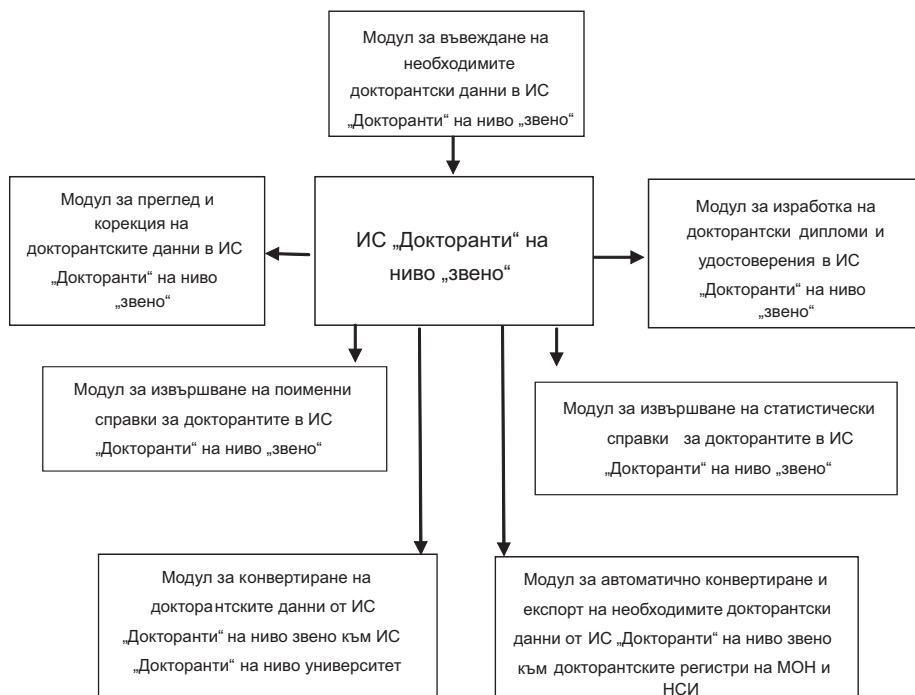 Модул за въвеждане на
необходимите
докторантски данни в ИС
„Докторанти“ на ниво „звено“
Модул за преглед и
корекция на
докторантските данни в ИС
„Докторанти“ на ниво
„звено“
ИС „Докторанти“ на
ниво „звено“
Модул за изработка на
докторантски дипломи и
удостоверения в ИС
„Докторанти“ на ниво
„звено“
Модул за извършване на поименни
справки за докторантите в ИС
„Докторанти“ на ниво „звено“
Модул за извършване на статистически
справки за докторантите в ИС
„Докторанти“ на ниво „звено“
Модул за конвертиране на
докторантските данни от ИС
„Докторанти“ на ниво звено към ИС
„Докторанти“ на ниво университет
Модул за автоматично конвертиране и
експорт на необходимите докторантски
данни от ИС „Докторанти“ на ниво звено
към докторантските регистри на МОН и
НСИ